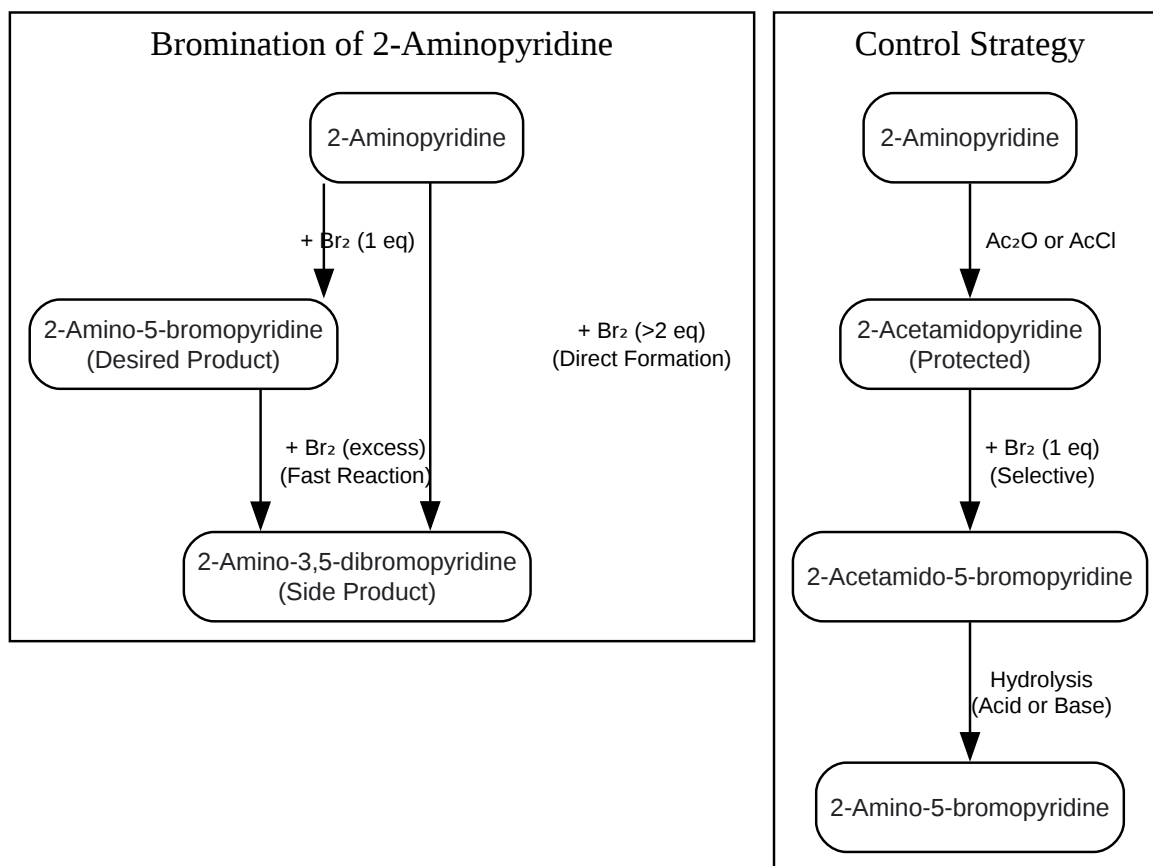 Bromination of 2-Aminopyridine
2-Aminopyridine
+ Br₂ (1 eq)
2-Amino-5-bromopyridine
(Desired Product)
+ Br₂ (>2 eq)
(Direct Formation)
+ Br₂ (excess)
(Fast Reaction)
2-Amino-3,5-dibromopyridine
(Side Product)
Control Strategy
2-Aminopyridine
Ac₂O or AcCl
2-Acetamidopyridine
(Protected)
+ Br₂ (1 eq)
(Selective)
2-Acetamido-5-bromopyridine
Hydrolysis
(Acid or Base)
2-Amino-5-bromopyridine